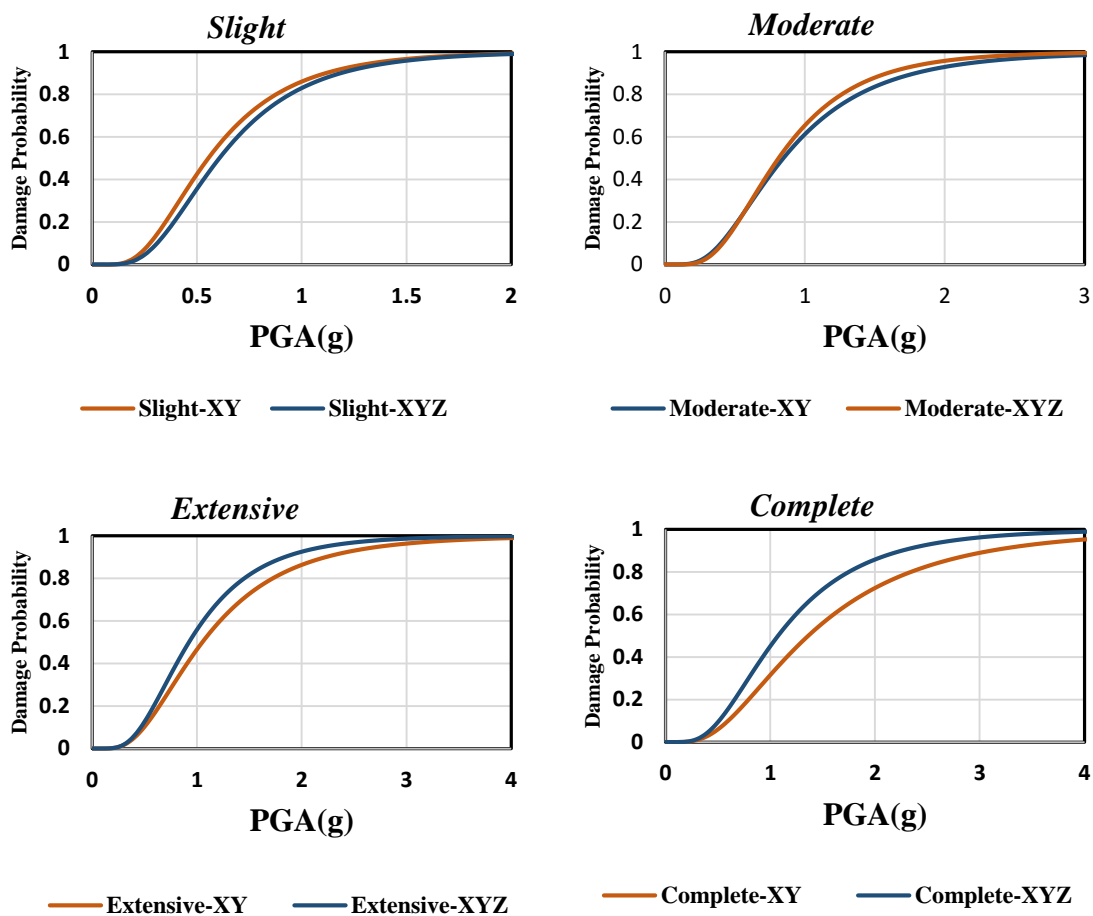 Slight
Damage Probability
1
0.8
0.6
0.4
0.2
0
0 0.5 1 1.5 2
PGA(g)
Slight-XY Slight-XYZ
Moderate
Damage Probability
1
0.8
0.6
0.4
0.2
0
0 1 2 3
PGA(g)
Moderate-XY Moderate-XYZ
Extensive
Damage Probability
1
0.8
0.6
0.4
0.2
0
0 1 2 3 4
PGA(g)
Extensive-XY Extensive-XYZ
Complete
Damage Probability
1
0.8
0.6
0.4
0.2
0
0 1 2 3 4
PGA(g)
Complete-XY Complete-XYZ